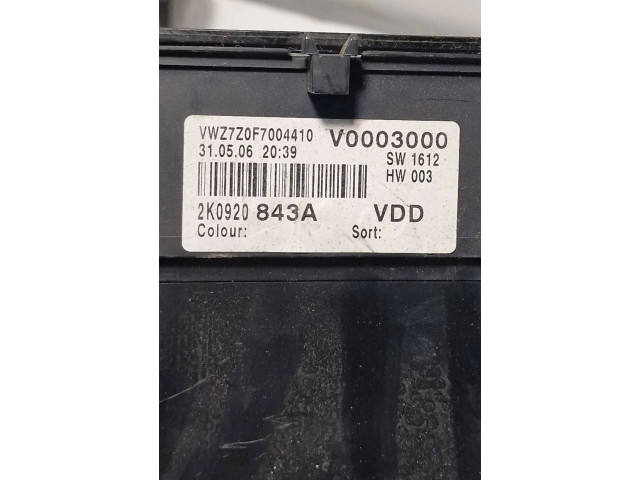 VWZ7Z0F7004410 V0003000
31.05.06 20:39 SW 1612
HW 003
2K0920 843A VDD
Colour: Sort: